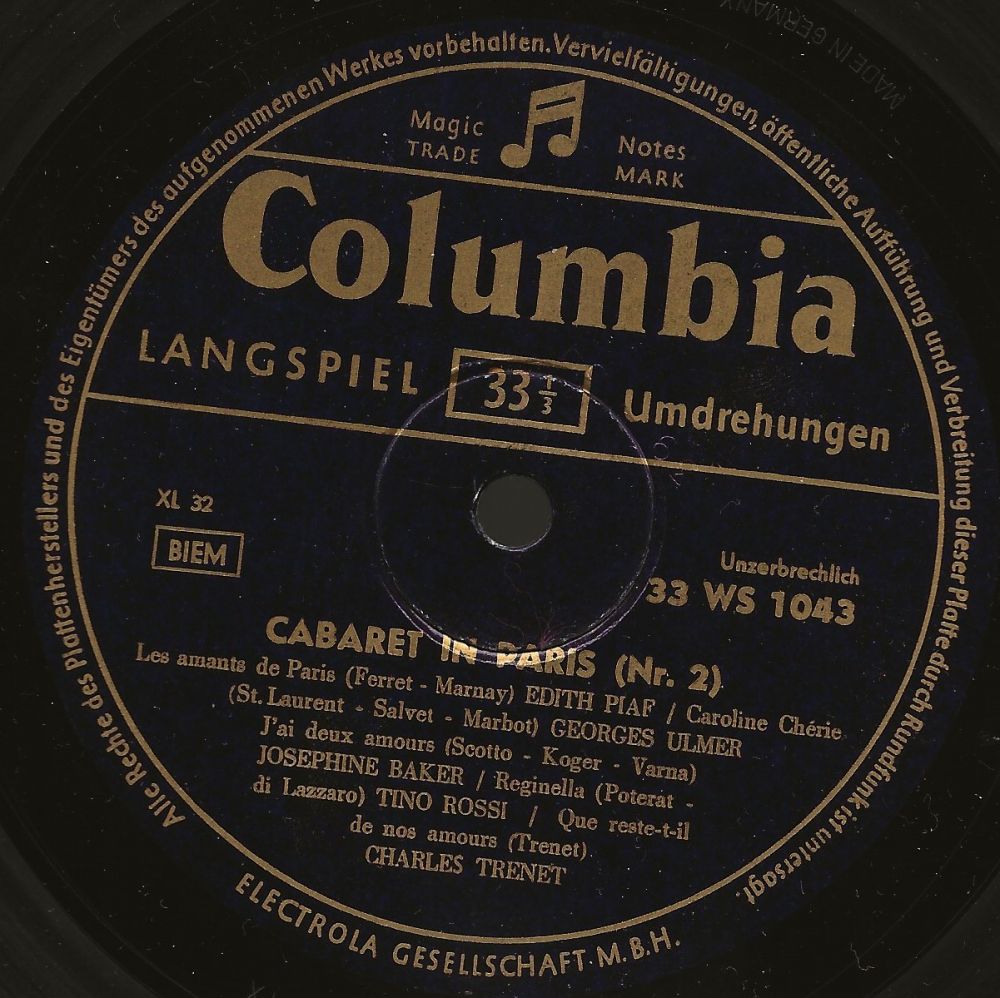 MADE IN GERMANY
Alle Rechte des Plattenherstellers und des Eigentümers des aufgenommenen Werkes vorbehalten. Vervielfältigungen, öffentliche Aufführung und Verbreitung dieser Platte durch Rundfunk ist untersagt.
Magic Notes
TRADE MARK
Columbia
LANGSPIEL 33 1/3 Umdrehungen
XL 32
BIEM
Unzerbrechlich
33 WS 1043
CABARET IN PARIS (Nr. 2)
Les amants de Paris (Ferret - Marnay) EDITH PIAF / Caroline Chérie
(St. Laurent - Salvet - Marbot) GEORGES ULMER
J'ai deux amours (Scotto - Koger - Varna)
JOSEPHINE BAKER / Reginella (Poterat -
di Lazzaro) TINO ROSSI / Que reste-t-il
de nos amours (Trenet)
CHARLES TRENET
ELECTROLA GESELLSCHAFT M.B.H.